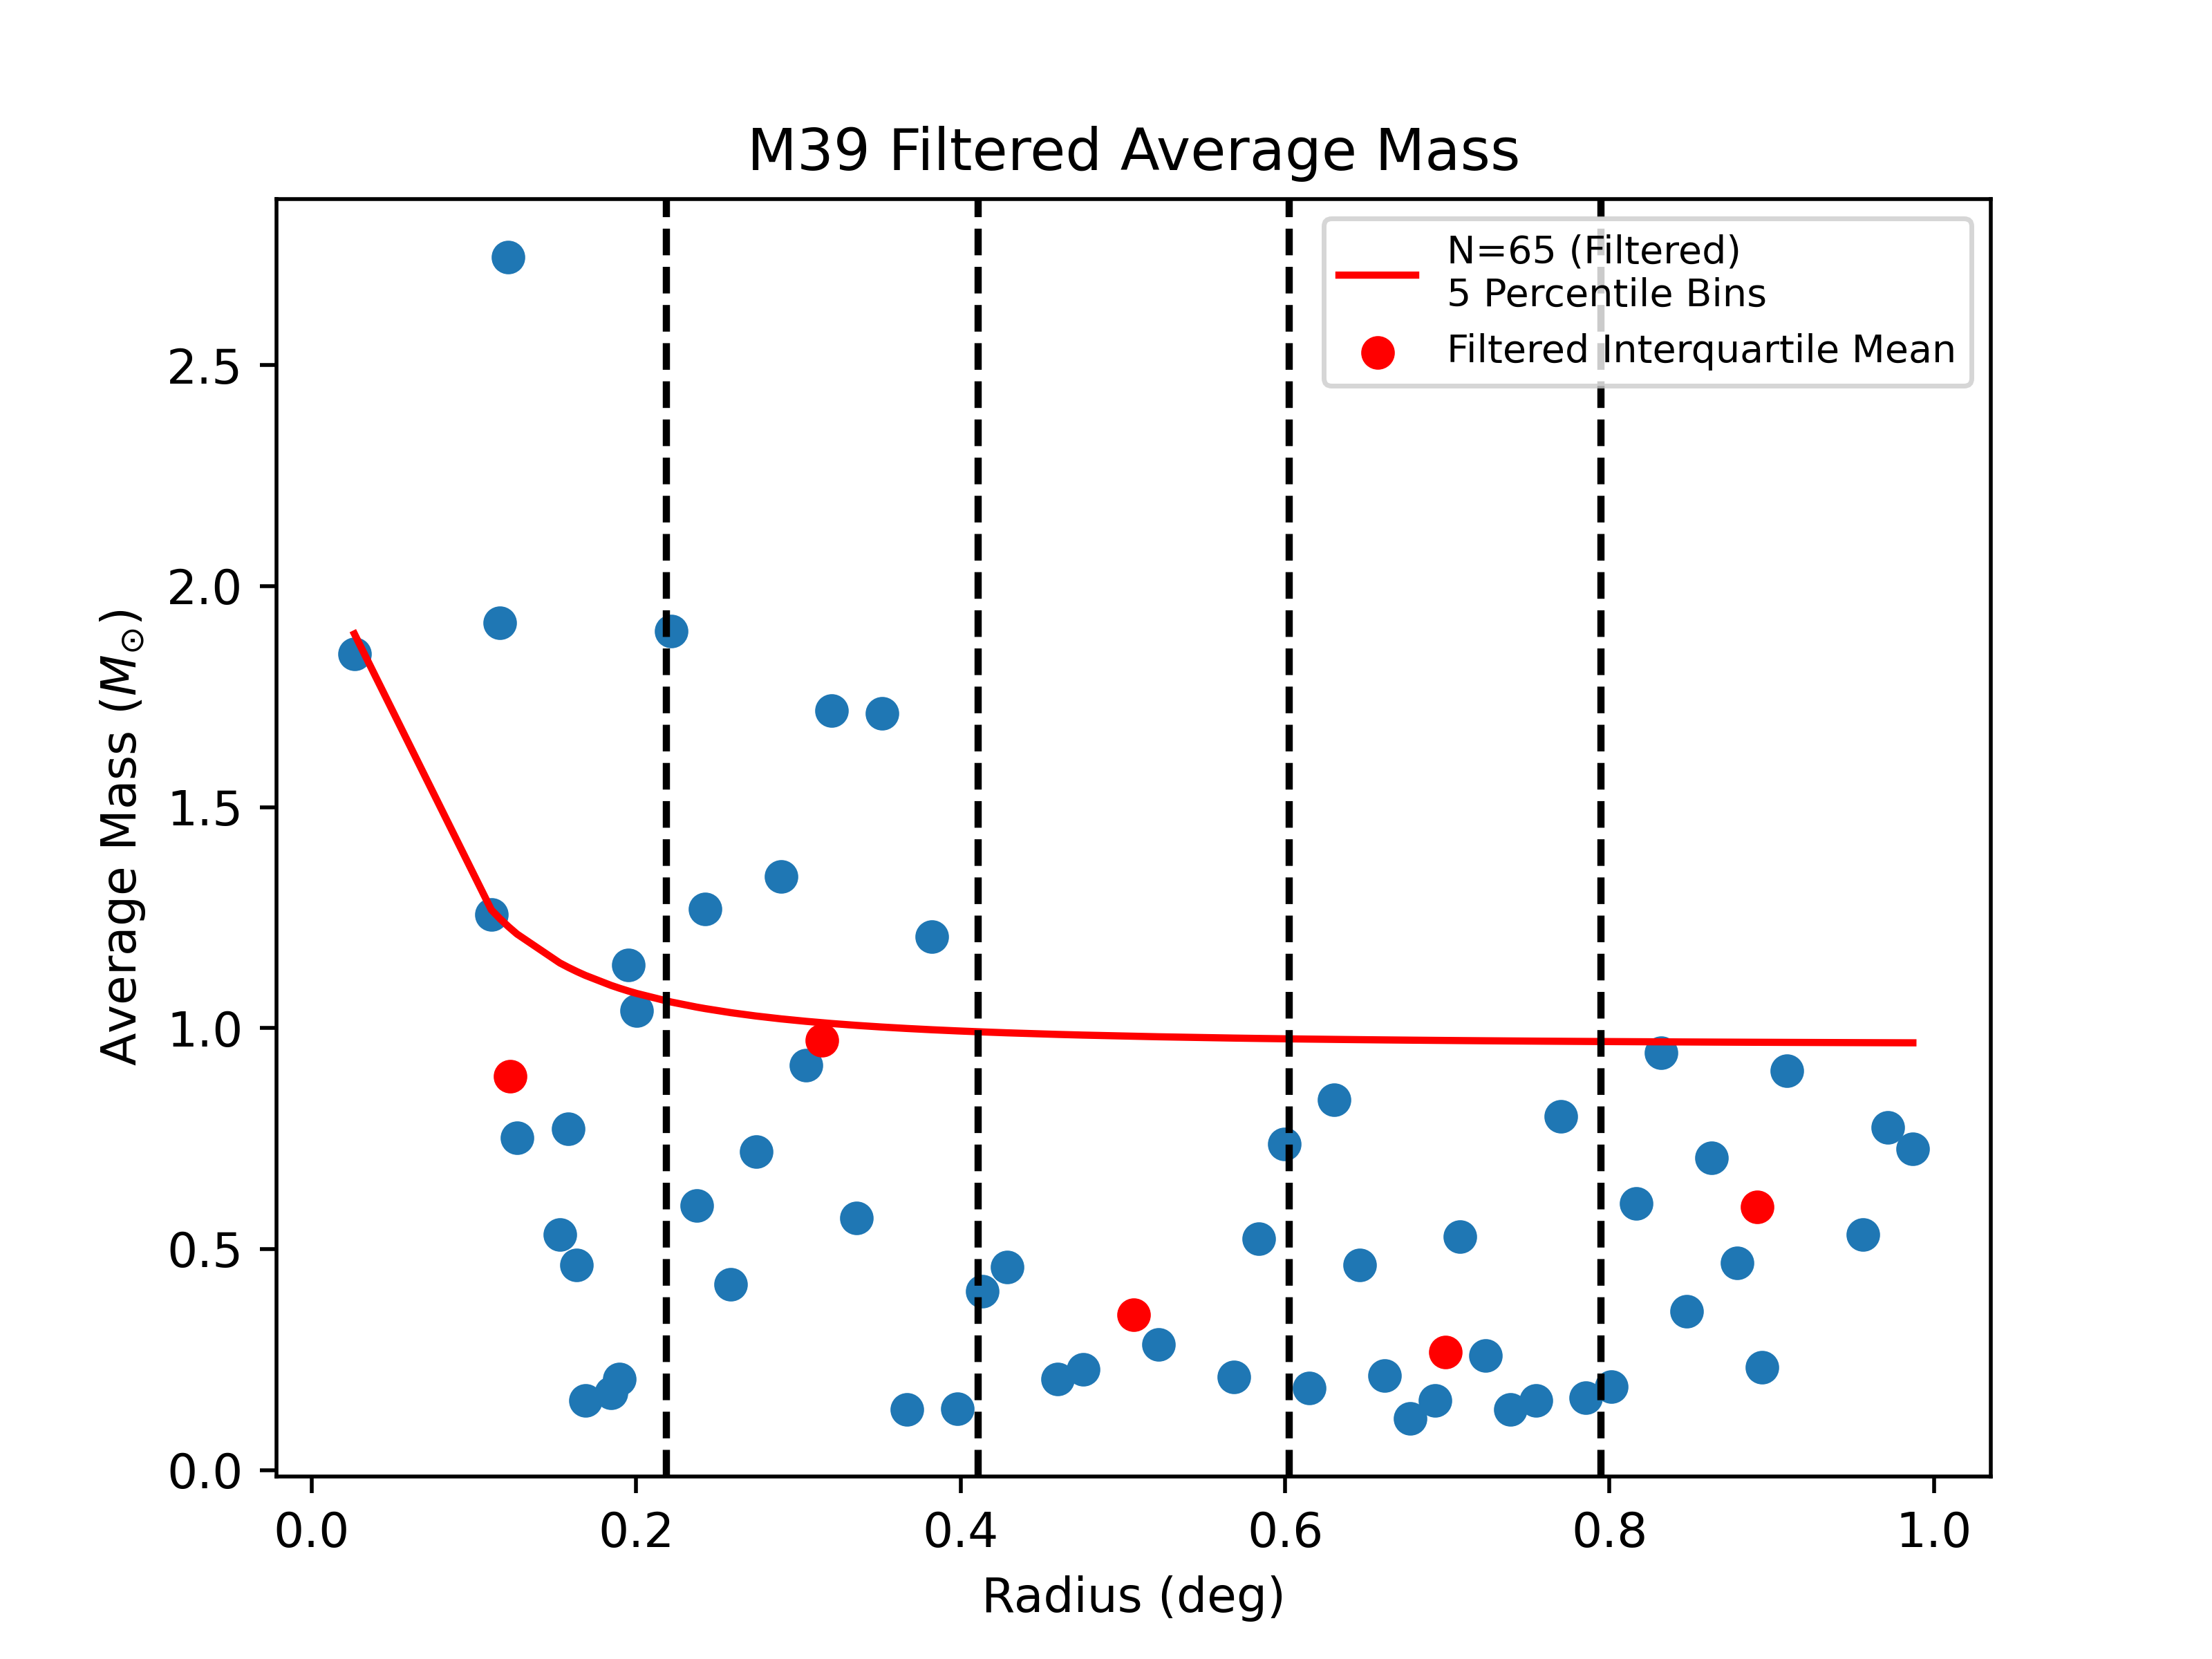 M39 Filtered Average Mass
N=65 (Filtered)
5 Percentile Bins
Filtered Interquartile Mean
Average Mass (M⊙)
2.5
2.0
1.5
1.0
0.5
0.0
0.0 0.2 0.4 0.6 0.8 1.0
Radius (deg)